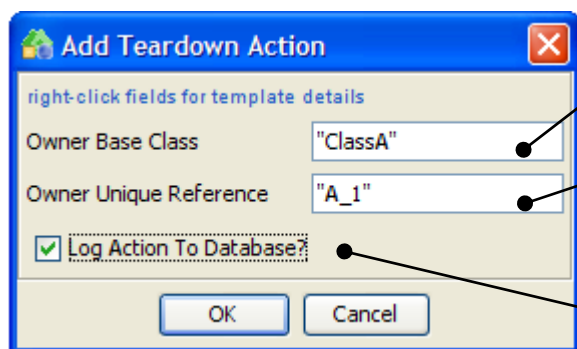 Add Teardown Action
right-click fields for template details
Owner Base Class "ClassA"
Owner Unique Reference "A_1"
Log Action To Database?
OK Cancel